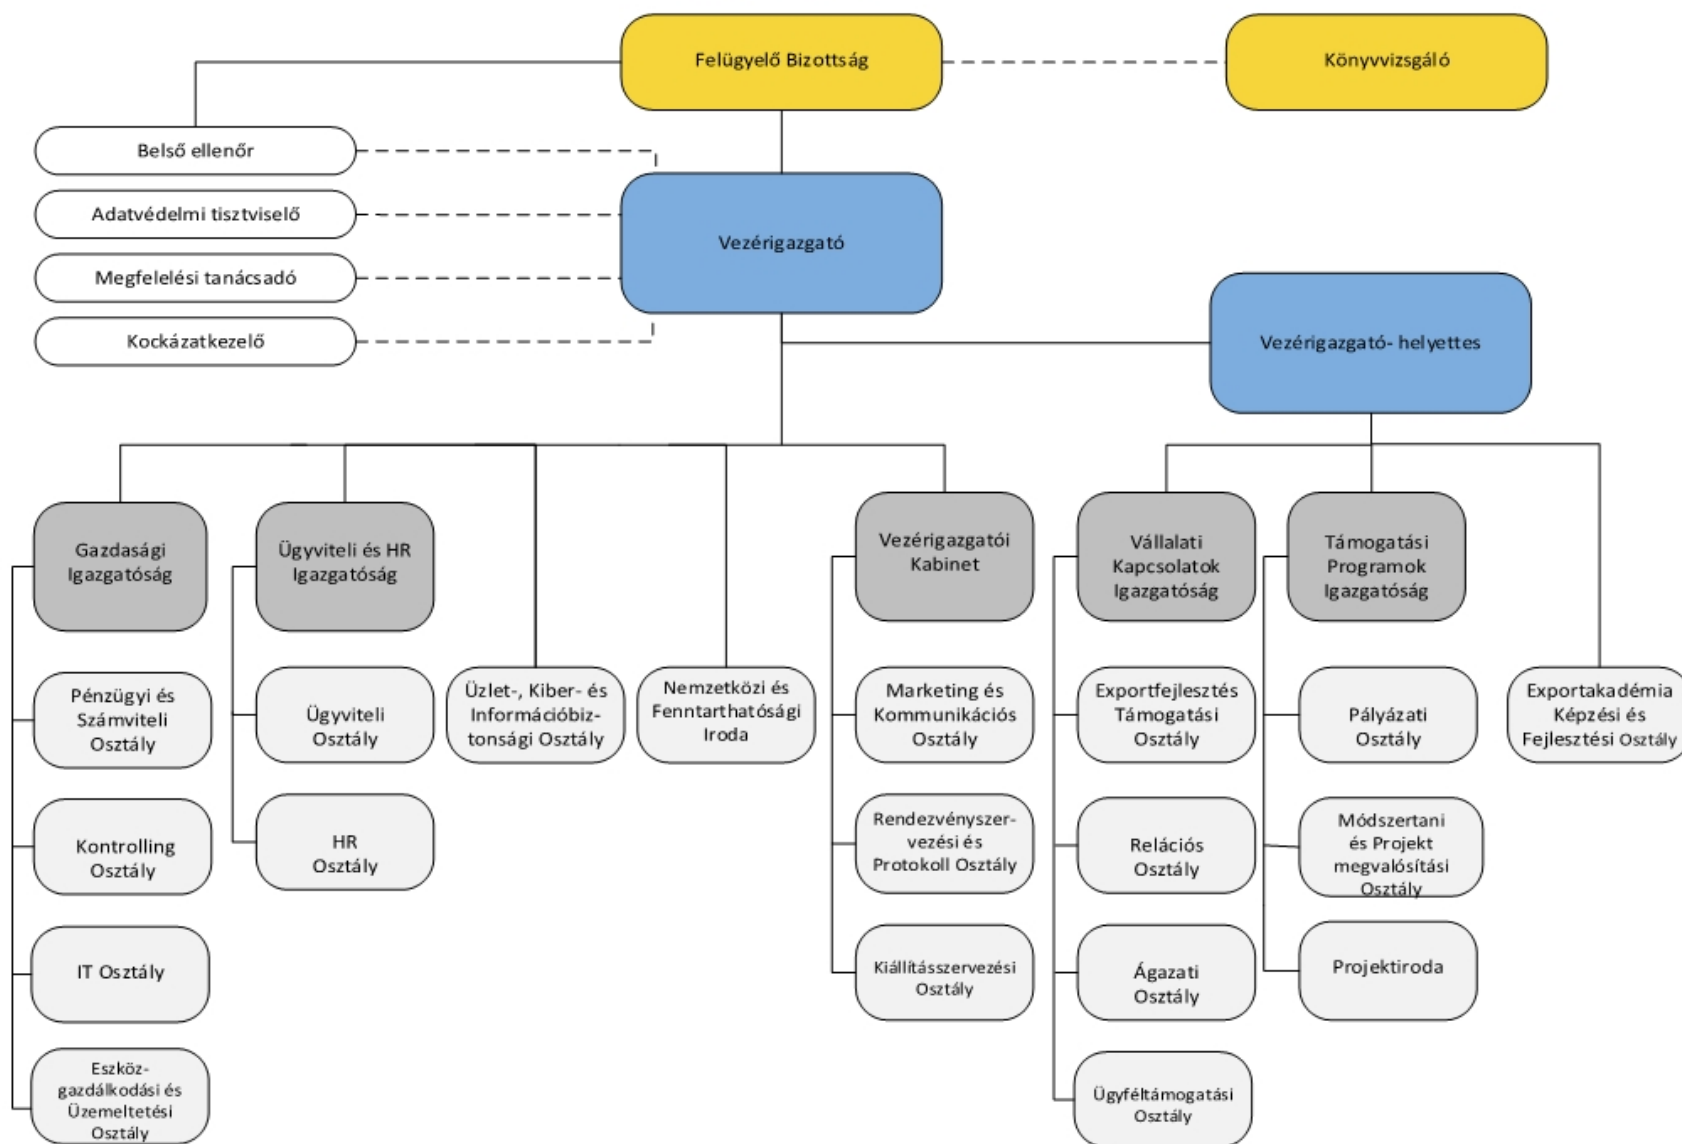 Felügyelő Bizottság
Könyvvizsgáló
Belső ellenőr
Adatvédelmi tisztviselő
Megfelelési tanácsadó
Kockázatkezelő
Vezérigazgató
Vezérigazgató- helyettes
Gazdasági
Igazgatóság
Pénzügyi és
Számviteli
Osztály
Kontrolling
Osztály
IT Osztály
Eszköz-
gazdálkodási és
Üzemeltetési
Osztály
Ügyviteli és HR
Igazgatóság
Ügyviteli
Osztály
HR
Osztály
Üzlet-, Kiber- és
Információbiz-
tonsági Osztály
Nemzetközi és
Fenntarthatósági
Iroda
Vezérigazgatói
Kabinet
Marketing és
Kommunikációs
Osztály
Rendezvényszer-
vezési és
Protokoll Osztály
Kiállításszervezési
Osztály
Vállalati
Kapcsolatok
Igazgatóság
Exportfejlesztés
Támogatási
Osztály
Relációs
Osztály
Ágazati
Osztály
Ügyféltámogatási
Osztály
Támogatási
Programok
Igazgatóság
Pályázati
Osztály
Módszertani
és Projekt
megvalósítási
Osztály
Projektiroda
Exportakadémia
Képzési és
Fejlesztési Osztály